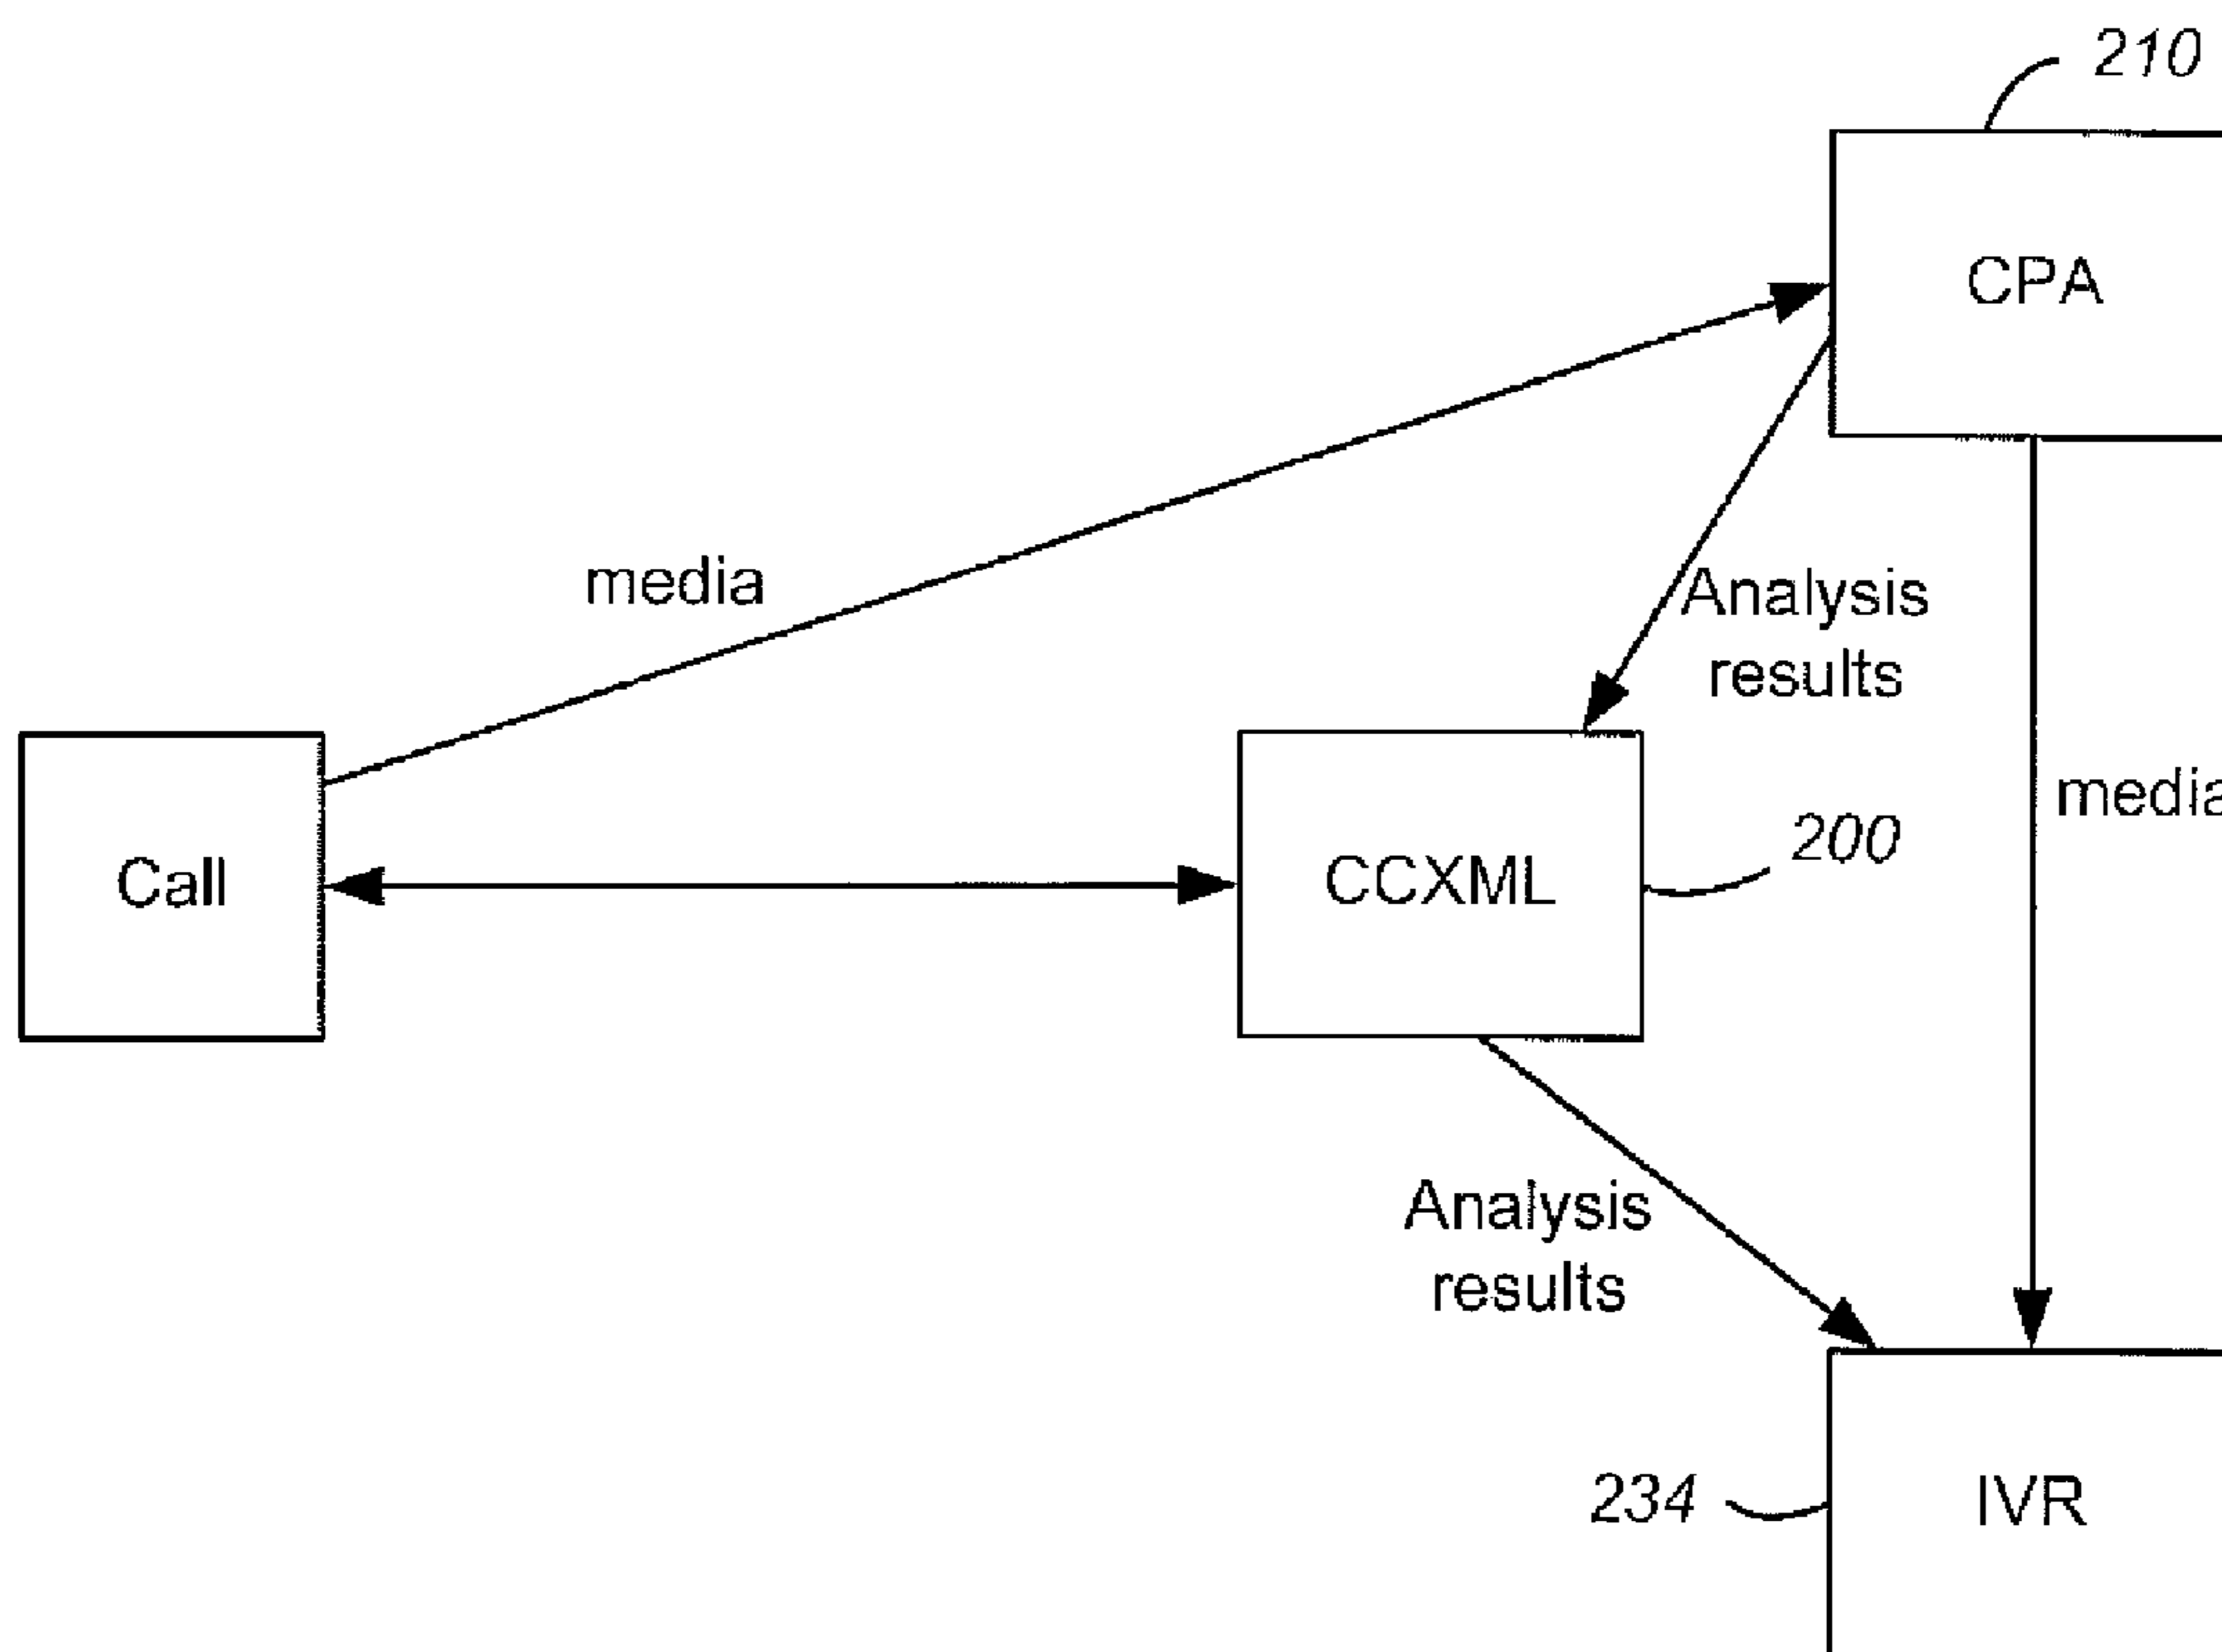 210
CPA
media
Analysis
results
media
200
Call
CCXML
Analysis
results
234
IVR